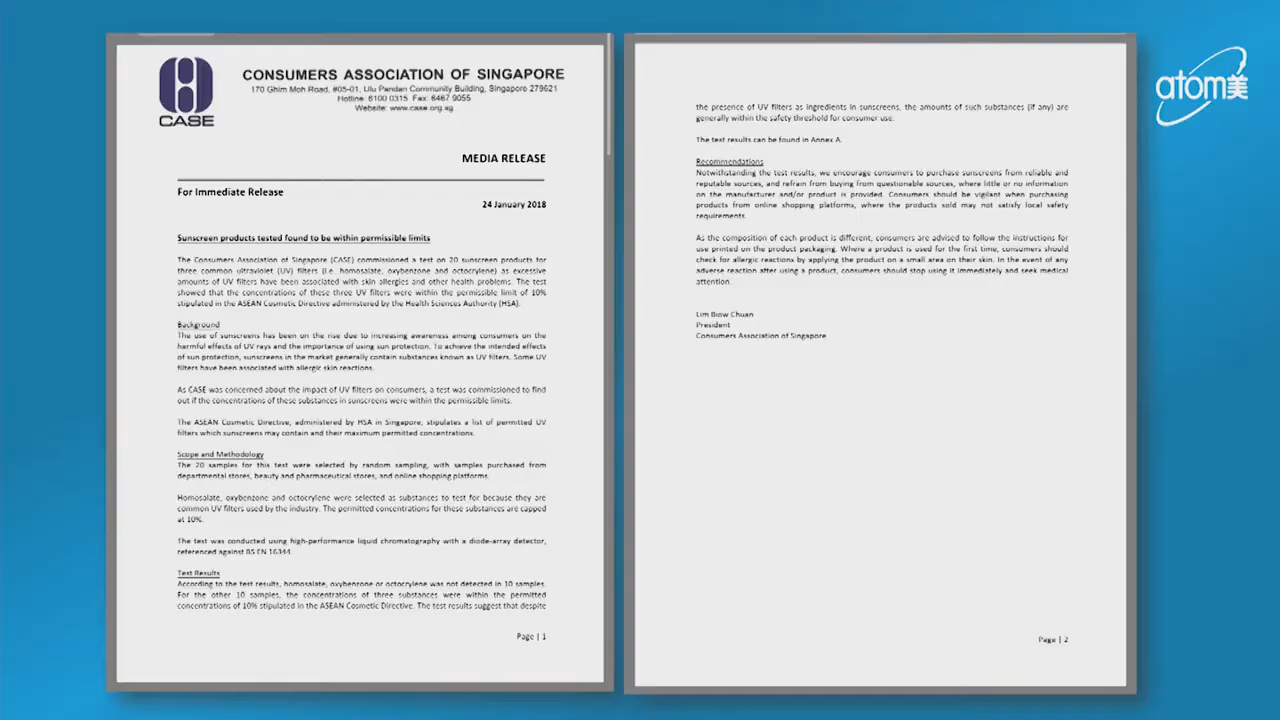 CASE
CONSUMERS ASSOCIATION OF SINGAPORE
170 Ghim Moh Road, #05-01, Ulu Pandan Community Building, Singapore 279621
Hotline: 6100 0315 Fax: 6467 9055
Website: www.case.org.sg
MEDIA RELEASE
For Immediate Release
24 January 2018
Sunscreen products tested found to be within permissible limits
The Consumers Association of Singapore (CASE) commissioned a test on 20 sunscreen products for
three common ultraviolet (UV) filters (i.e. homosalate, oxybenzone and octocrylene) as excessive
amounts of UV filters have been associated with skin allergies and other health problems. The test
showed that the concentrations of these three UV filters were within the permissible limit of 10%
stipulated in the ASEAN Cosmetic Directive administered by the Health Sciences Authority (HSA).
Background
The use of sunscreens has been on the rise due to increasing awareness among consumers on the
harmful effects of UV rays and the importance of using sun protection. To achieve the intended effects
of sun protection, sunscreens in the market generally contain substances known as UV filters. Some UV
filters have been associated with allergic skin reactions.
As CASE was concerned about the impact of UV filters on consumers, a test was commissioned to find
out if the concentrations of these substances in sunscreens were within the permissible limits.
The ASEAN Cosmetic Directive, administered by HSA in Singapore, stipulates a list of permitted UV
filters which sunscreens may contain and their maximum permitted concentrations.
Scope and Methodology
The 20 samples for this test were selected by random sampling, with samples purchased from
departmental stores, beauty and pharmaceutical stores, and online shopping platforms.
Homosalate, oxybenzone and octocrylene were selected as substances to test for because they are
common UV filters used by the industry. The permitted concentrations for these substances are capped
at 10%.
The test was conducted using high-performance liquid chromatography with a diode-array detector,
referenced against BS EN 16344.
Test Results
According to the test results, homosalate, oxybenzone or octocrylene was not detected in 10 samples.
For the other 10 samples, the concentrations of three substances were within the permitted
concentrations of 10% stipulated in the ASEAN Cosmetic Directive. The test results suggest that despite
Page | 1
the presence of UV filters as ingredients in sunscreens, the amounts of such substances (if any) are
generally within the safety threshold for consumer use.
The test results can be found in Annex A.
Recommendations
Notwithstanding the test results, we encourage consumers to purchase sunscreens from reliable and
reputable sources, and refrain from buying from questionable sources, where little or no information
on the manufacturer and/or product is provided. Consumers should be vigilant when purchasing
products from online shopping platforms, where the products sold may not satisfy local safety
requirements.
As the composition of each product is different, consumers are advised to follow the instructions for
use printed on the product packaging. Where a product is used for the first time, consumers should
check for allergic reactions by applying the product on a small area on their skin. In the event of any
adverse reaction after using a product, consumers should stop using it immediately and seek medical
attention.
Lim Biow Chuan
President
Consumers Association of Singapore
Page | 2
atom美